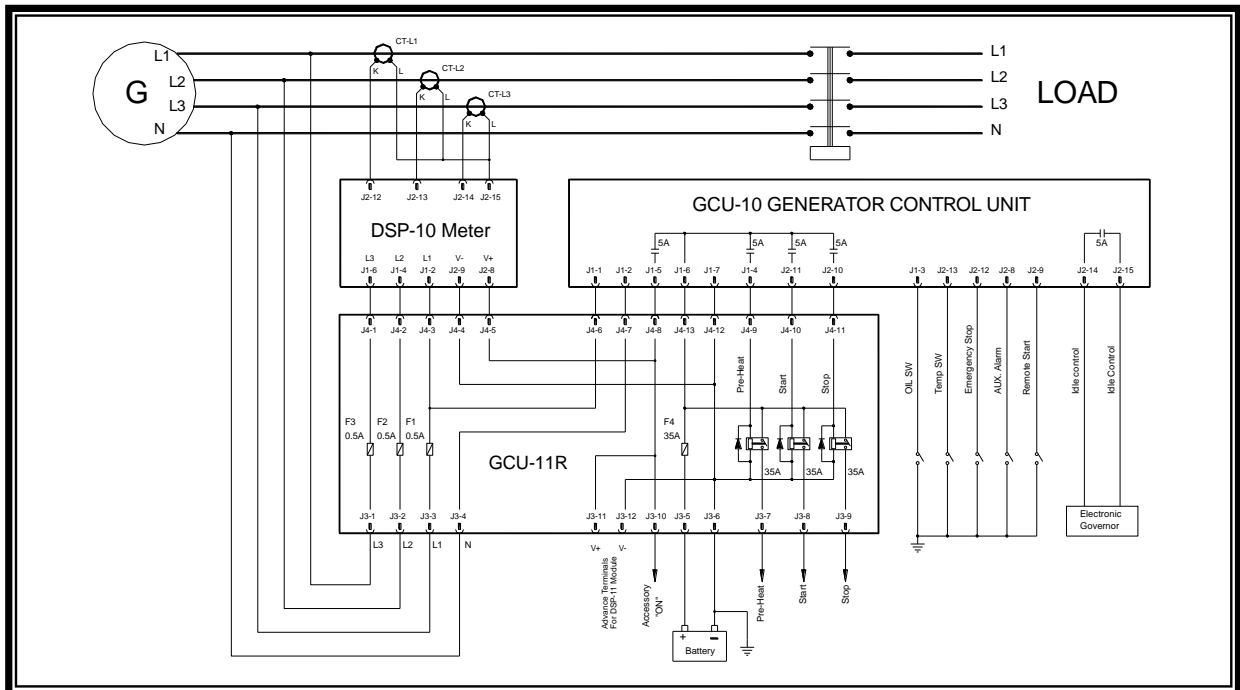 CT-L1
L1
L1
K L
CT-L2
L2
L2
G
K L
LOAD
CT-L3
L3
L3
K L
N
N
J2-12 J2-13 J2-14 J2-15
DSP-10 Meter
L3 L2 L1 V- V+
J1-6 J1-4 J1-2 J2-9 J2-8
GCU-10 GENERATOR CONTROL UNIT
5A 5A 5A 5A 5A
J1-1 J1-2 J1-5 J1-6 J1-7 J1-4 J2-11 J2-10 J1-3 J2-13 J2-12 J2-8 J2-9 J2-14 J2-15
J4-1 J4-2 J4-3 J4-4 J4-5 J4-6 J4-7 J4-8 J4-13 J4-12 J4-9 J4-10 J4-11
Pre-Heat
Start
Stop
OIL SW
Temp SW
Emergency Stop
AUX. Alarm
Remote Start
Idle control
Idle Control
F3 F2 F1 F4
0.5A 0.5A 0.5A 35A
GCU-11R
35A 35A 35A
J3-1 J3-2 J3-3 J3-4 J3-11 J3-12 J3-10 J3-5 J3-6 J3-7 J3-8 J3-9
L3 L2 L1 N
V+ V-
Advance Terminals
For DSP-11 Module
Accessory
"ON"
Pre-Heat
Start
Stop
Electronic
Governor
+ -
Battery